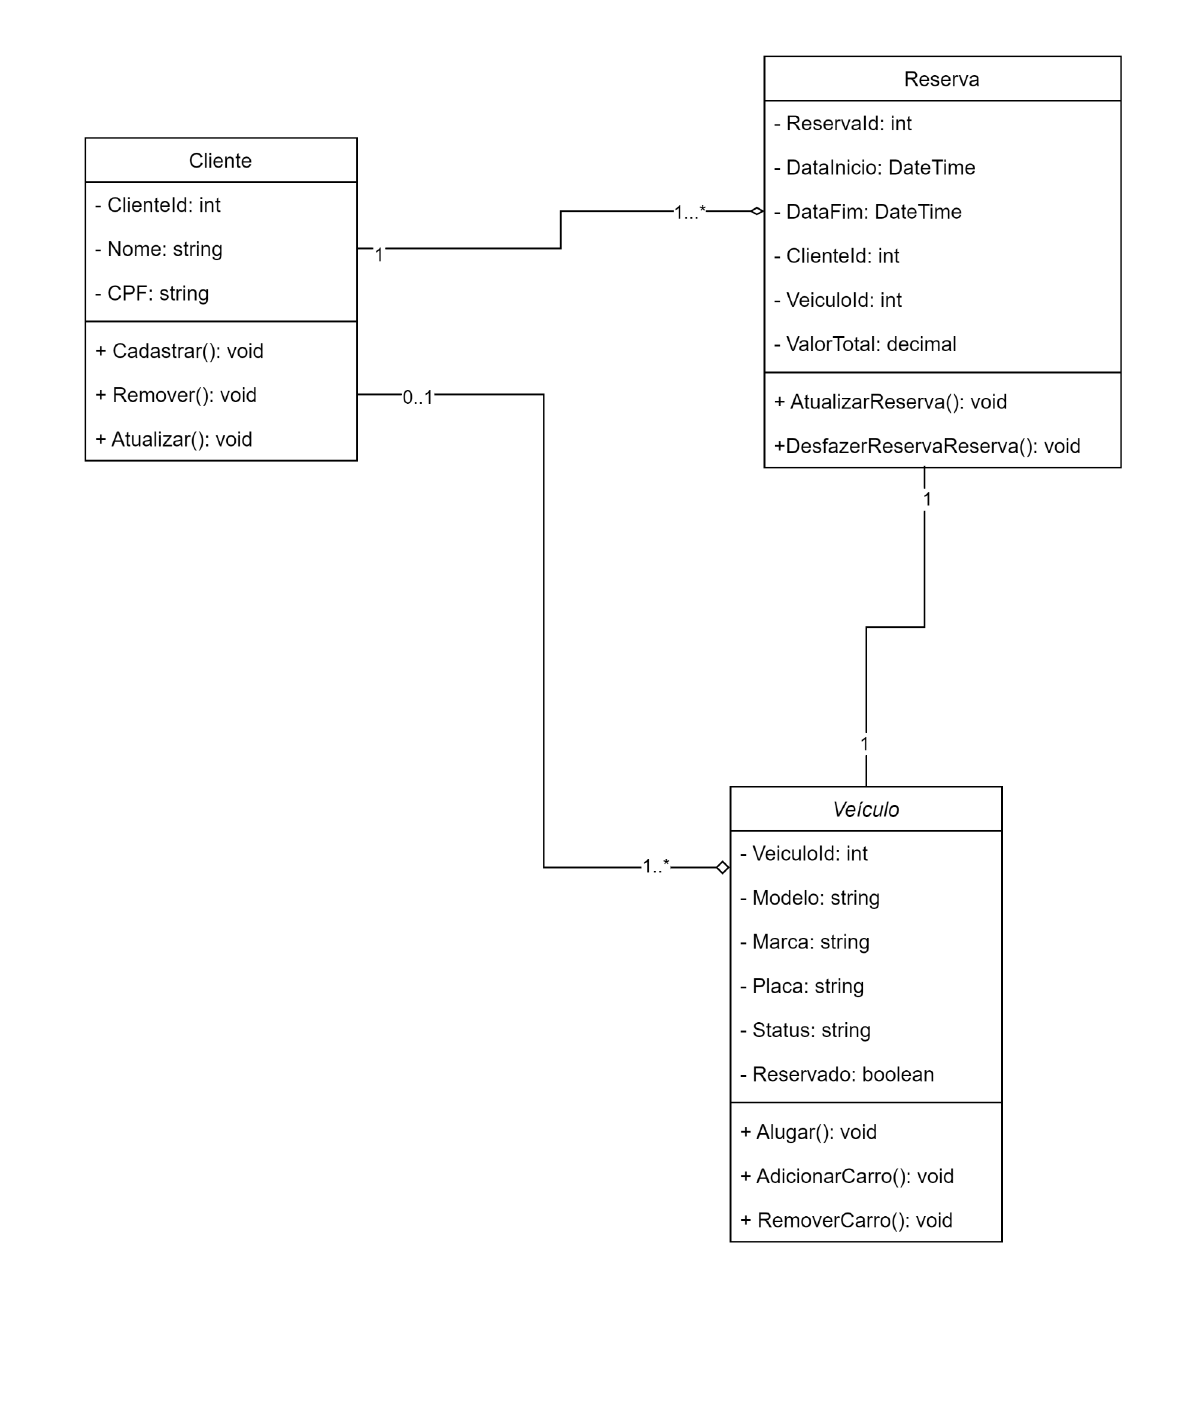 Cliente
- ClienteId: int
- Nome: string
- CPF: string
+ Cadastrar(): void
+ Remover(): void
+ Atualizar(): void
1
1...*
Reserva
- ReservaId: int
- DataInicio: DateTime
- DataFim: DateTime
- ClienteId: int
- VeiculoId: int
- ValorTotal: decimal
+ AtualizarReserva(): void
+DesfazerReservaReserva(): void
0..1
1
1
1..*
Veículo
- VeiculoId: int
- Modelo: string
- Marca: string
- Placa: string
- Status: string
- Reservado: boolean
+ Alugar(): void
+ AdicionarCarro(): void
+ RemoverCarro(): void